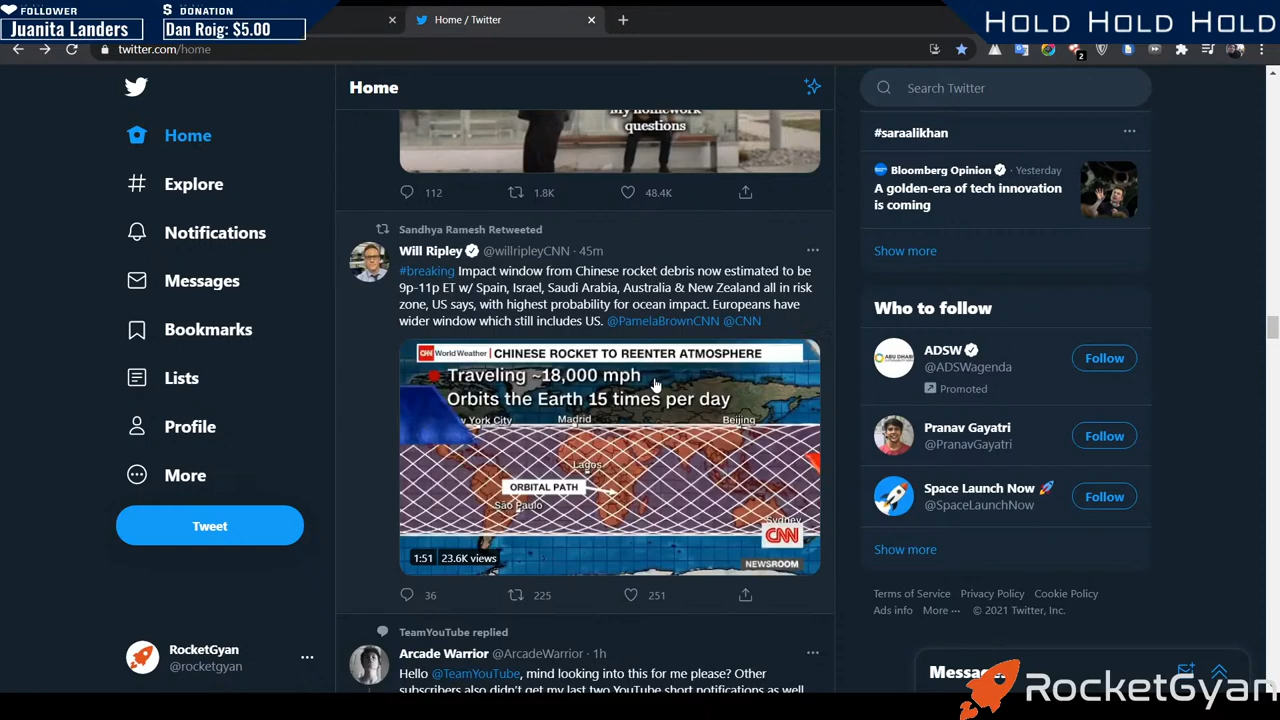 FOLLOWER
Juanita Landers
DONATION
Dan Roig: $5.00
Home / Twitter
HOLD HOLD HOLD
twitter.com/home
2
Home
Explore
Notifications
Messages
Bookmarks
Lists
Profile
More
Tweet
RocketGyan
@rocketgyan
Home
My homework
questions
112
1.8K
48.4K
Sandhya Ramesh Retweeted
Will Ripley @willripleyCNN · 45m
#breaking Impact window from Chinese rocket debris now estimated to be
9p-11p ET w/ Spain, Israel, Saudi Arabia, Australia & New Zealand all in risk
zone, US says, with highest probability for ocean impact. Europeans have
wider window which still includes US. @PamelaBrownCNN @CNN
CNN World Weather | CHINESE ROCKET TO REENTER ATMOSPHERE
Traveling ~18,000 mph
Orbits the Earth 15 times per day
w York City
Madrid
Beijing
Lagos
ORBITAL PATH
São Paulo
Sydney
CNN
NEWSROOM
1:51
23.6K views
36
225
251
TeamYouTube replied
Arcade Warrior @ArcadeWarrior · 1h
Hello @TeamYouTube, mind looking into this for me please? Other
subscribers also didn't get my last two YouTube short notifications as well
Search Twitter
#saraalikhan
Bloomberg Opinion · Yesterday
A golden-era of tech innovation
is coming
Show more
Who to follow
ADSW
@ADSWagenda
Promoted
Follow
Pranav Gayatri
@PranavGayatri
Follow
Space Launch Now
@SpaceLaunchNow
Follow
Show more
Terms of Service Privacy Policy Cookie Policy
Ads info More ··· © 2021 Twitter, Inc.
Messa
RocketGyan